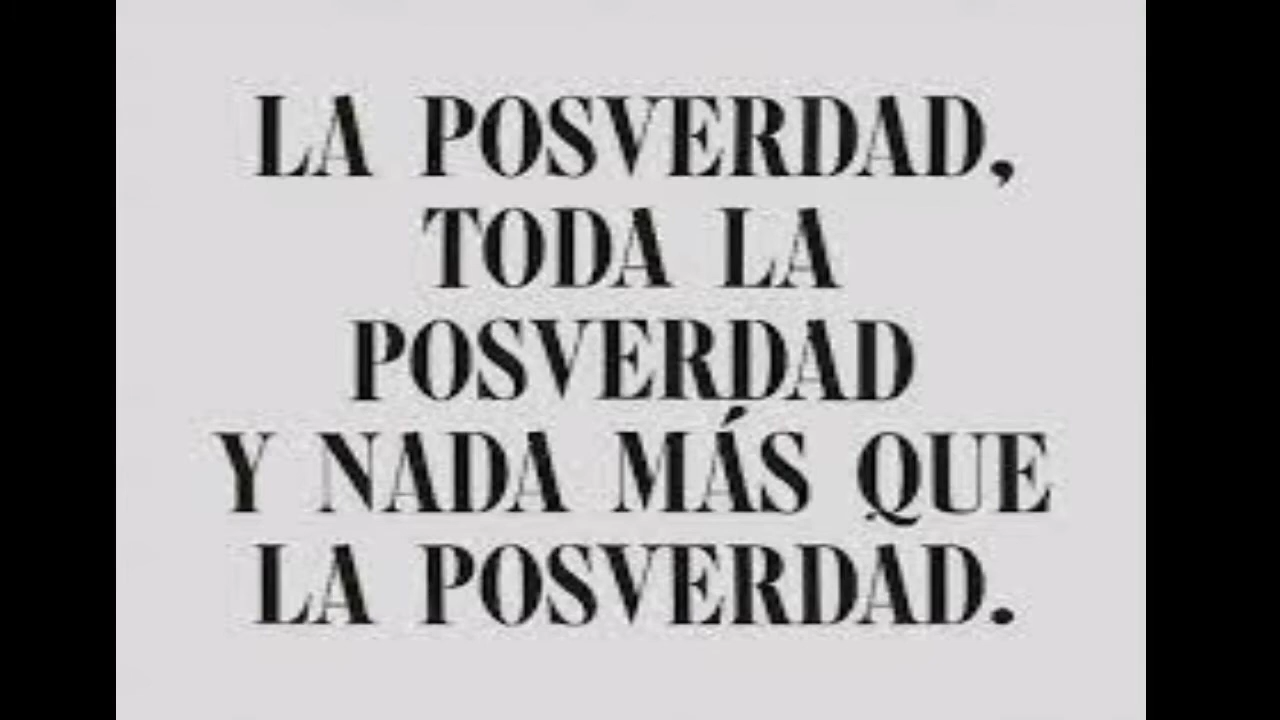 LA POSVERDAD,
TODA LA
POSVERDAD
Y NADA MÁS QUE
LA POSVERDAD.